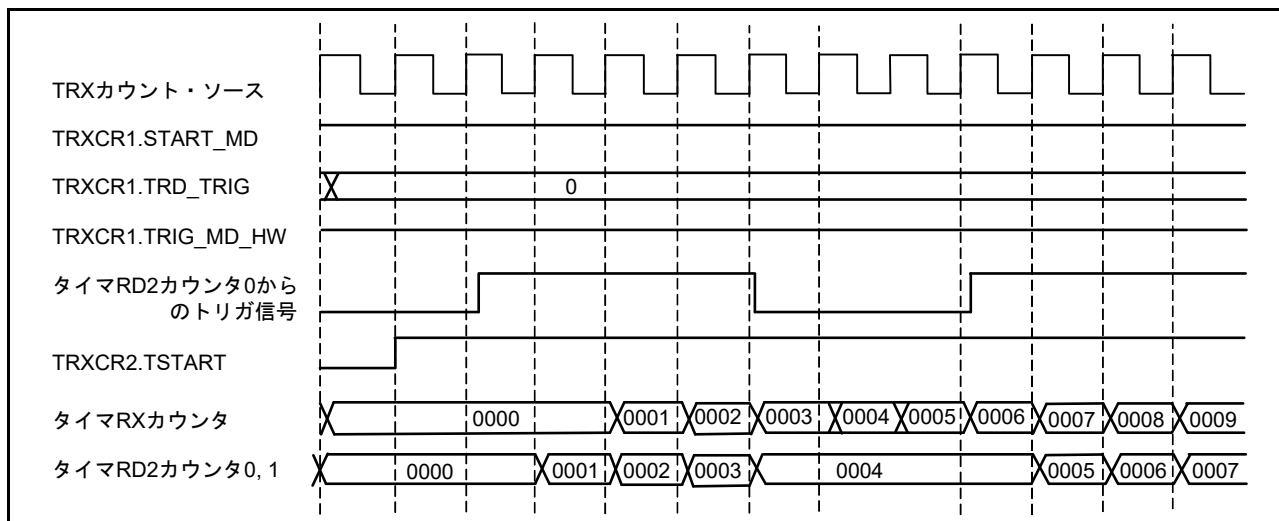 TRXカウント・ソース
TRXCR1.START_MD
TRXCR1.TRD_TRIG
0
TRXCR1.TRIG_MD_HW
タイマRD2カウンタ0から
のトリガ信号
TRXCR2.TSTART
タイマRXカウンタ
0000 0001 0002 0003 0004 0005 0006 0007 0008 0009
タイマRD2カウンタ0, 1
0000 0001 0002 0003 0004 0005 0006 0007